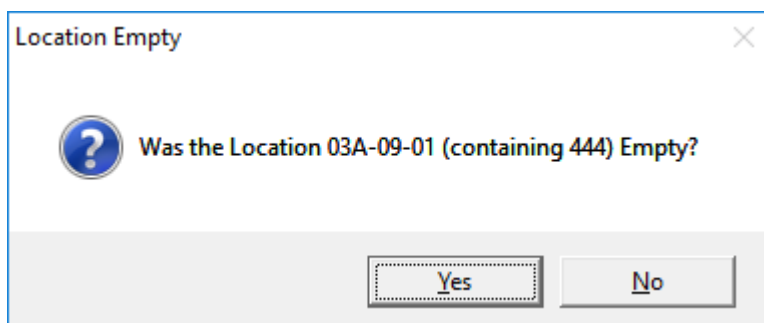 Location Empty
Was the Location 03A-09-01 (containing 444) Empty?
Yes
No